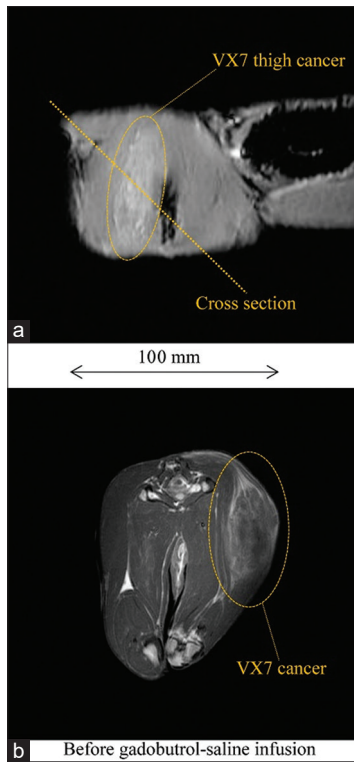 VX7 thigh cancer
Cross section
a
100 mm
VX7 cancer
b
Before gadobutrol-saline infusion